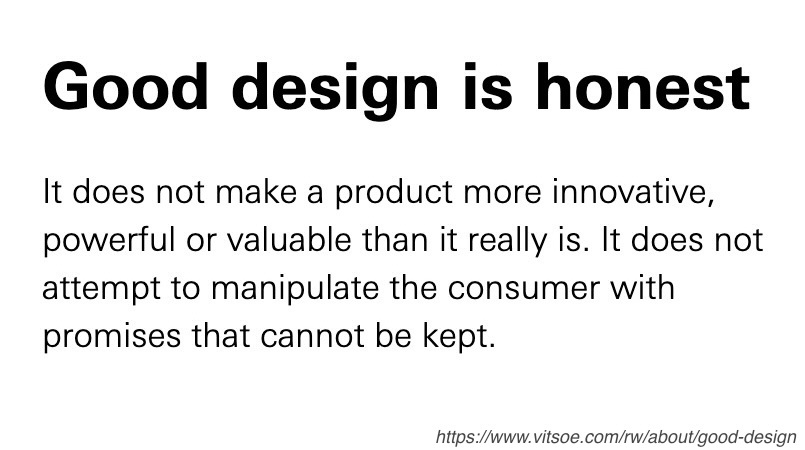 Good design is honest
It does not make a product more innovative,
powerful or valuable than it really is. It does not
attempt to manipulate the consumer with
promises that cannot be kept.
https://www.vitsoe.com/rw/about/good-design